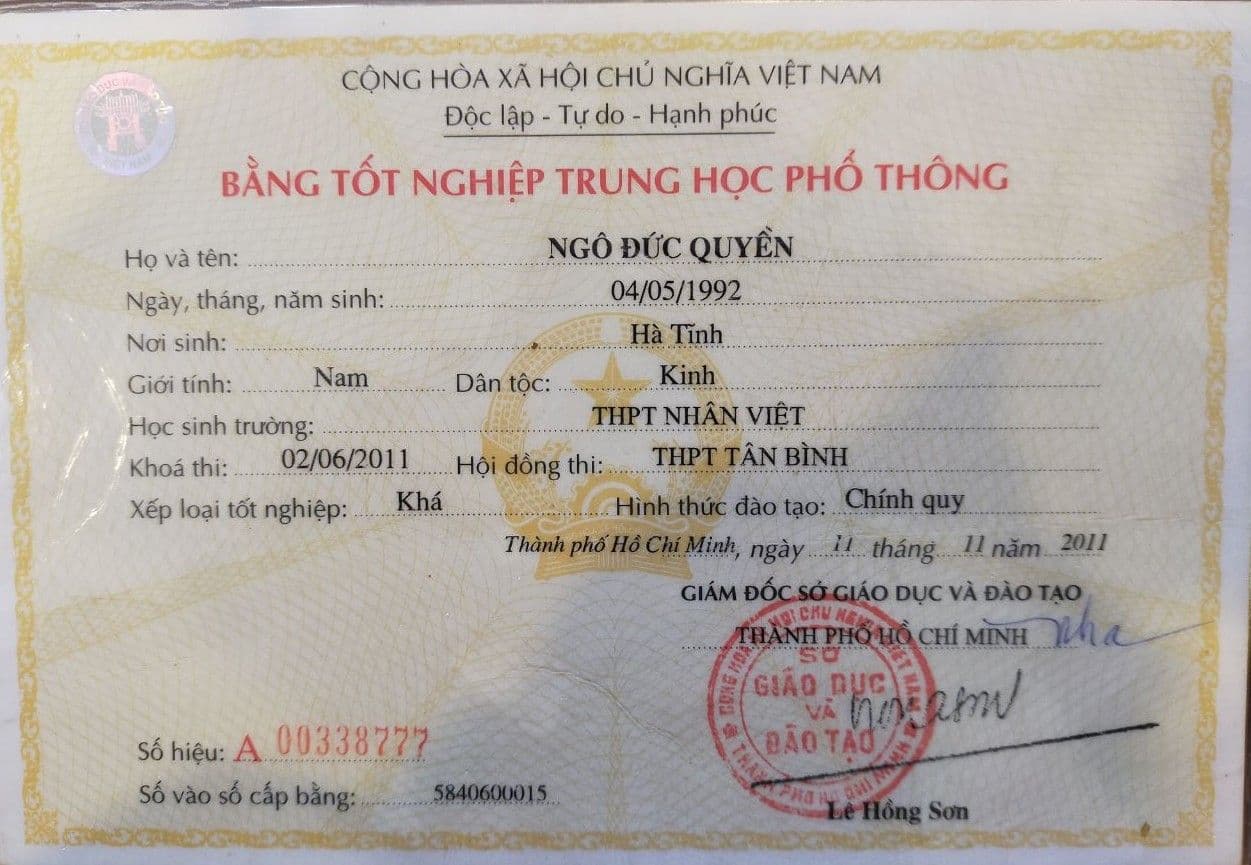 CỘNG HÒA XÃ HỘI CHỦ NGHĨA VIỆT NAM
Độc lập - Tự do - Hạnh phúc
BẰNG TỐT NGHIỆP TRUNG HỌC PHỔ THÔNG
Họ và tên: NGÔ ĐỨC QUYỀN
Ngày, tháng, năm sinh: 04/05/1992
Nơi sinh: Hà Tĩnh
Giới tính: Nam Dân tộc: Kinh
Học sinh trường: THPT NHÂN VIỆT
Khoá thi: 02/06/2011 Hội đồng thi: THPT TÂN BÌNH
Xếp loại tốt nghiệp: Khá Hình thức đào tạo: Chính quy
Thành phố Hồ Chí Minh, ngày 11 tháng 11 năm 2011
GIÁM ĐỐC SỞ GIÁO DỤC VÀ ĐÀO TẠO
THÀNH PHỐ HỒ CHÍ MINH
SỞ
GIÁO DỤC
VÀ
ĐÀO TẠO
Số hiệu: A 00338777
Số vào sổ cấp bằng: 5840600015
Lê Hồng Sơn